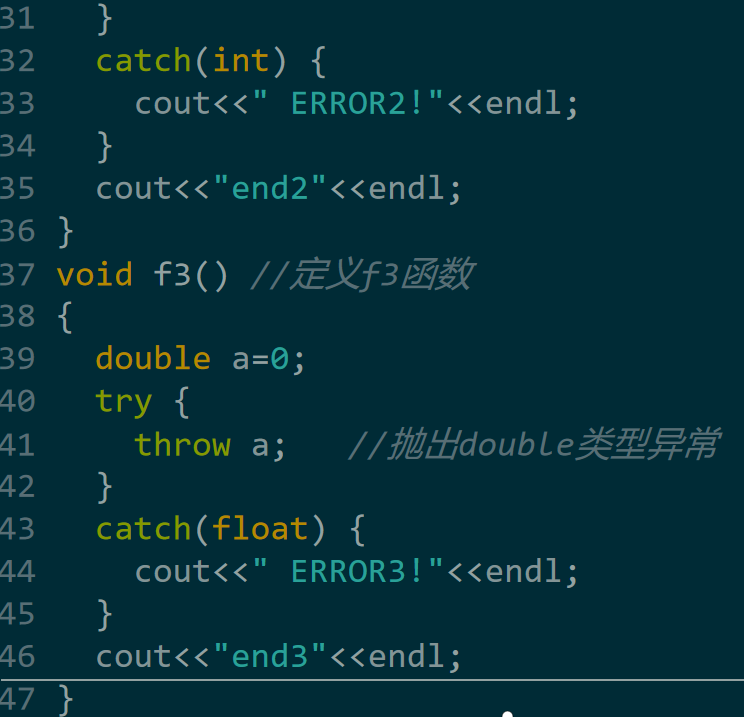 31   }
32   catch(int) {
33     cout<<" ERROR2!"<<endl;
34   }
35   cout<<"end2"<<endl;
36 }
37 void f3() //定义f3函数
38 {
39   double a=0;
40   try {
41     throw a;   //抛出double类型异常
42   }
43   catch(float) {
44     cout<<" ERROR3!"<<endl;
45   }
46   cout<<"end3"<<endl;
47 }